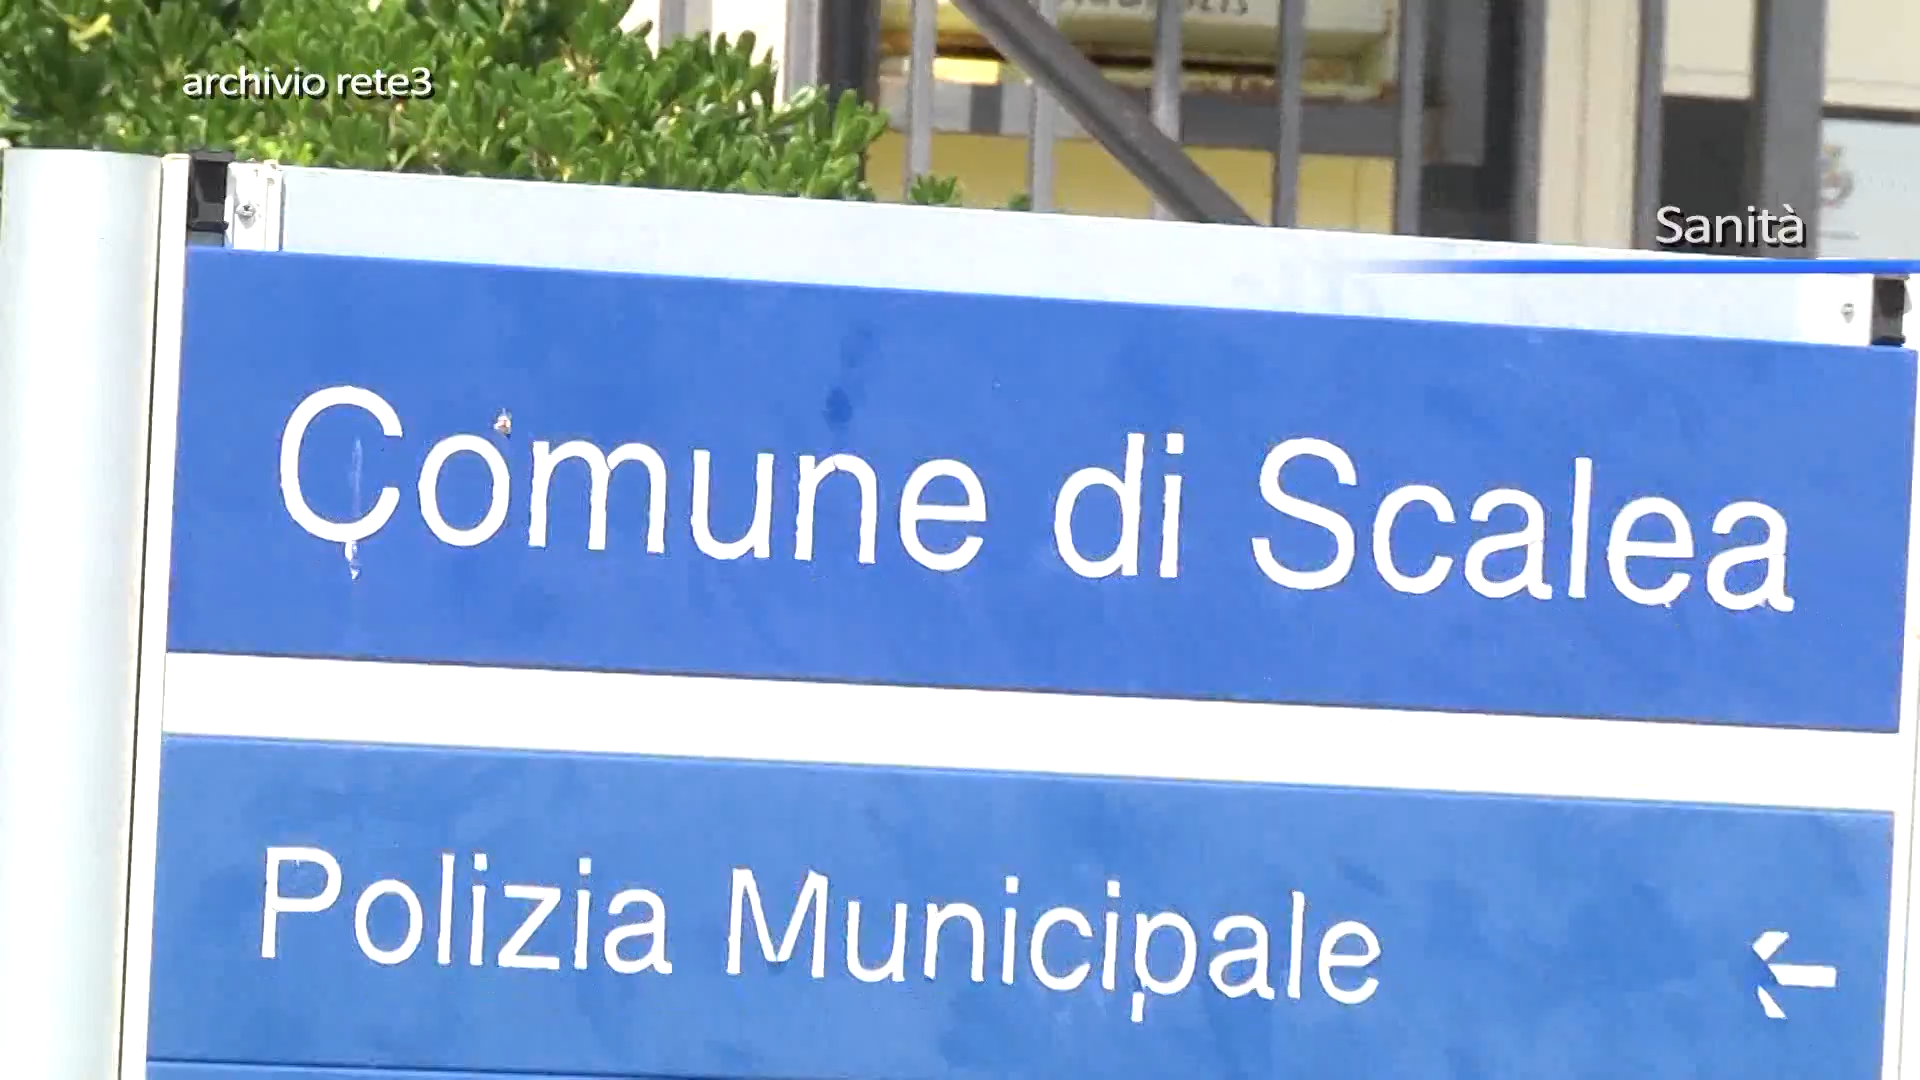 archivio rete3
Sanità
Comune di Scalea
Polizia Municipale